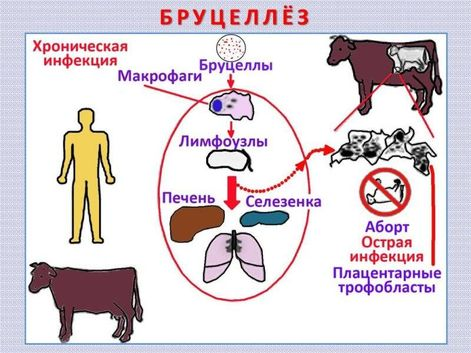 БРУЦЕЛЛЁЗ
Хроническая
инфекция
Бруцеллы
Макрофаги
Лимфоузлы
Печень
Селезенка
Аборт
Острая
инфекция
Плацентарные
трофобласты